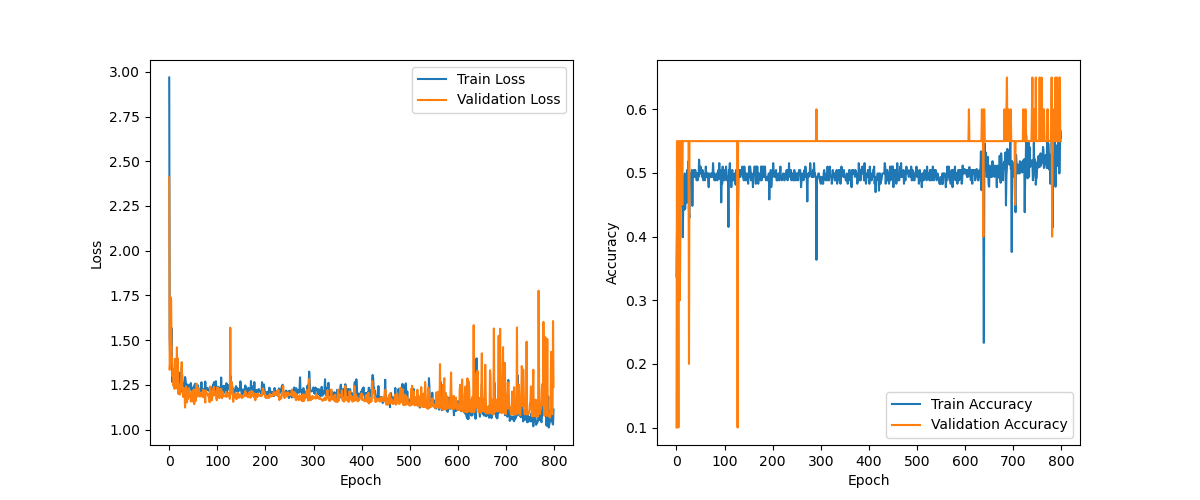 3.00
2.75
2.50
2.25
2.00
1.75
1.50
1.25
1.00
Loss
0 100 200 300 400 500 600 700 800
Epoch
Train Loss
Validation Loss
0.6
0.5
0.4
0.3
0.2
0.1
Accuracy
0 100 200 300 400 500 600 700 800
Epoch
Train Accuracy
Validation Accuracy